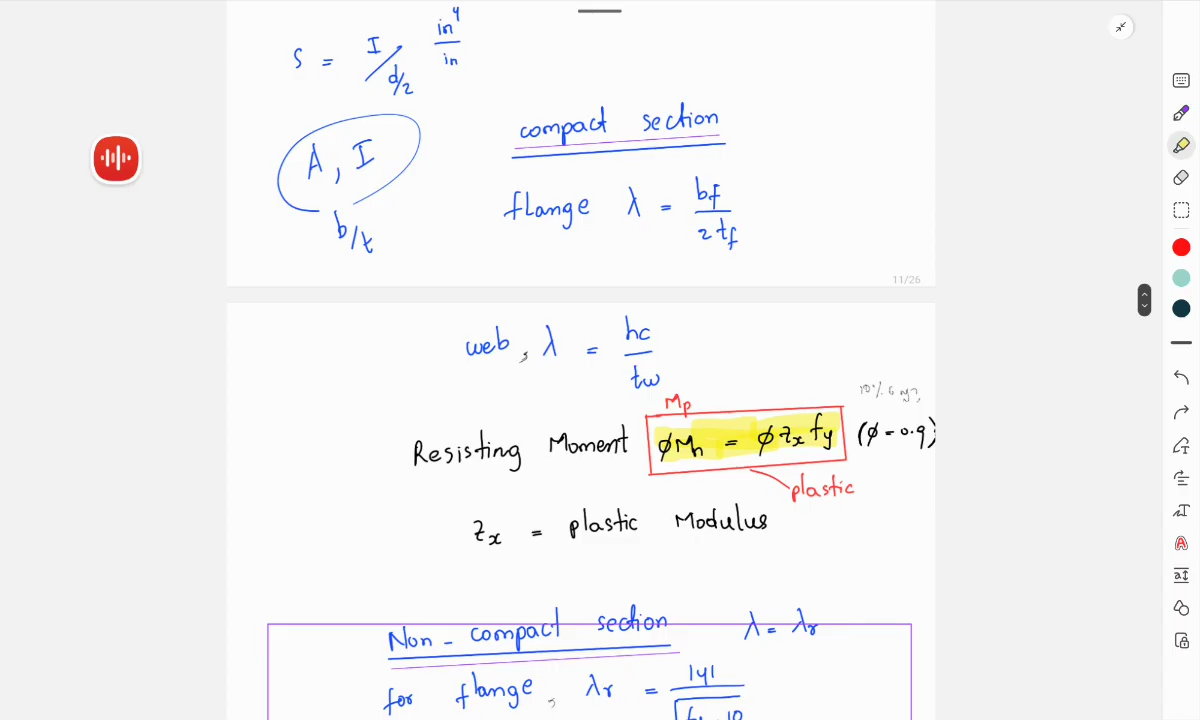 S = I / d/2 in⁴/in
A, I
b/t
compact section
flange λ = bf / 2tf
11/26
web, λ = hc / tw
Mp
Resisting Moment φMn = φ Zx fy (φ = 0.9)
plastic
Zx = plastic Modulus
Non - compact section λ = λr
for flange, λr = 141 /